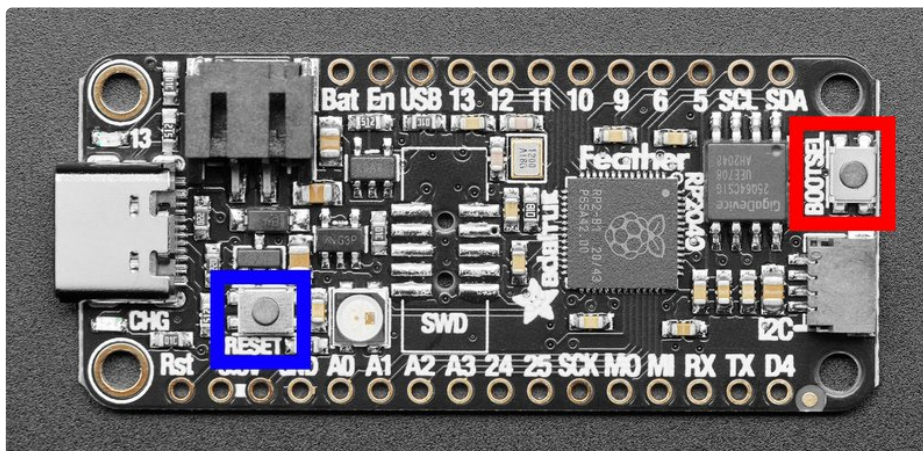 Bat En USB 13 12 11 10 9 6 5 SCL SDA
13
Feather
RP2040
BOOTSEL
GigaDevice
CHG
RESET
SWD
I2C
Rst GND A0 A1 A2 A3 24 25 SCK MO MI RX TX D4